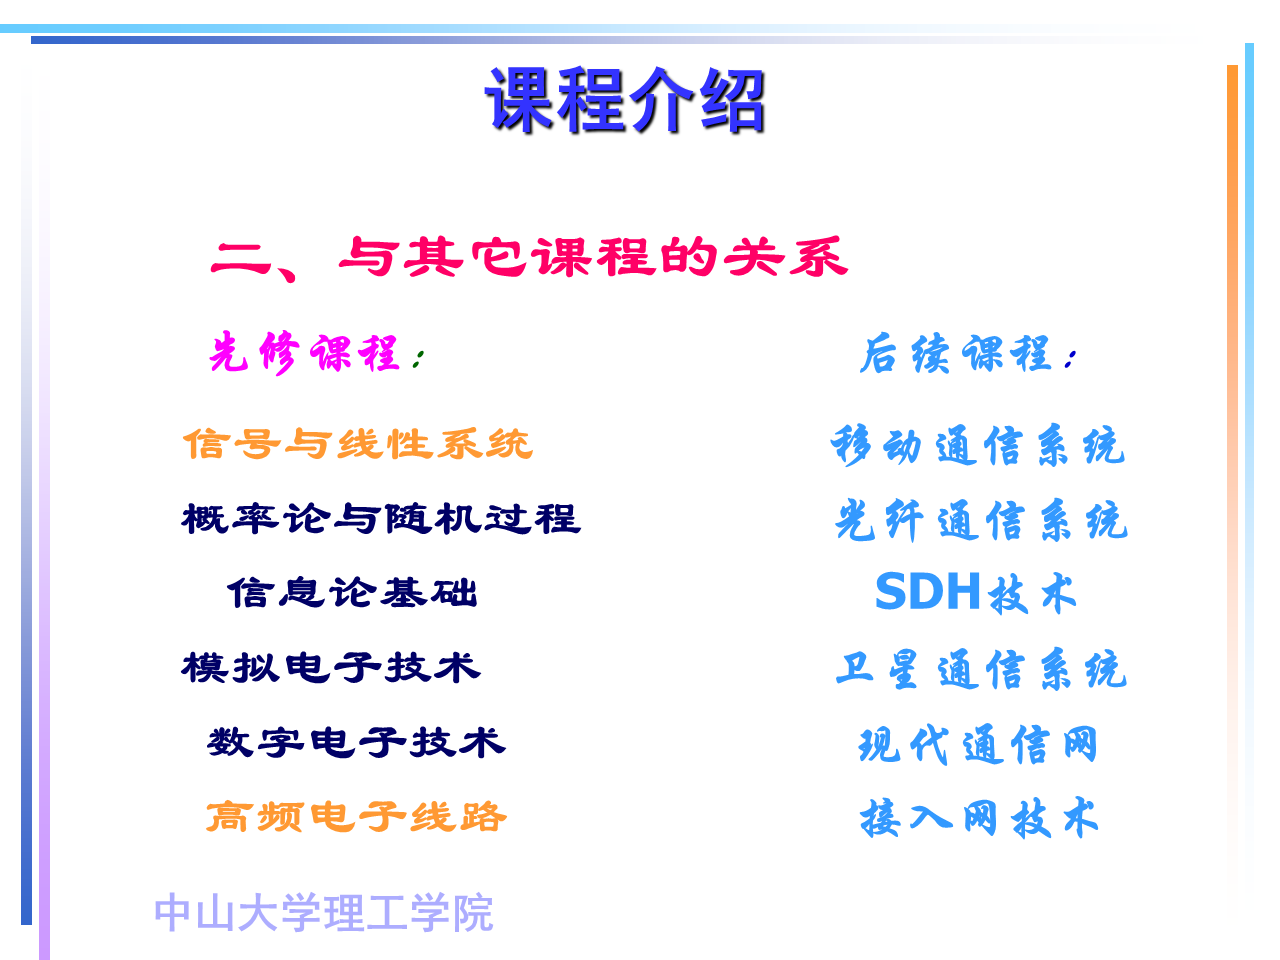 课程介绍
二、与其它课程的关系
先修课程：
信号与线性系统
概率论与随机过程
信息论基础
模拟电子技术
数字电子技术
高频电子线路
后续课程：
移动通信系统
光纤通信系统
SDH技术
卫星通信系统
现代通信网
接入网技术
中山大学理工学院